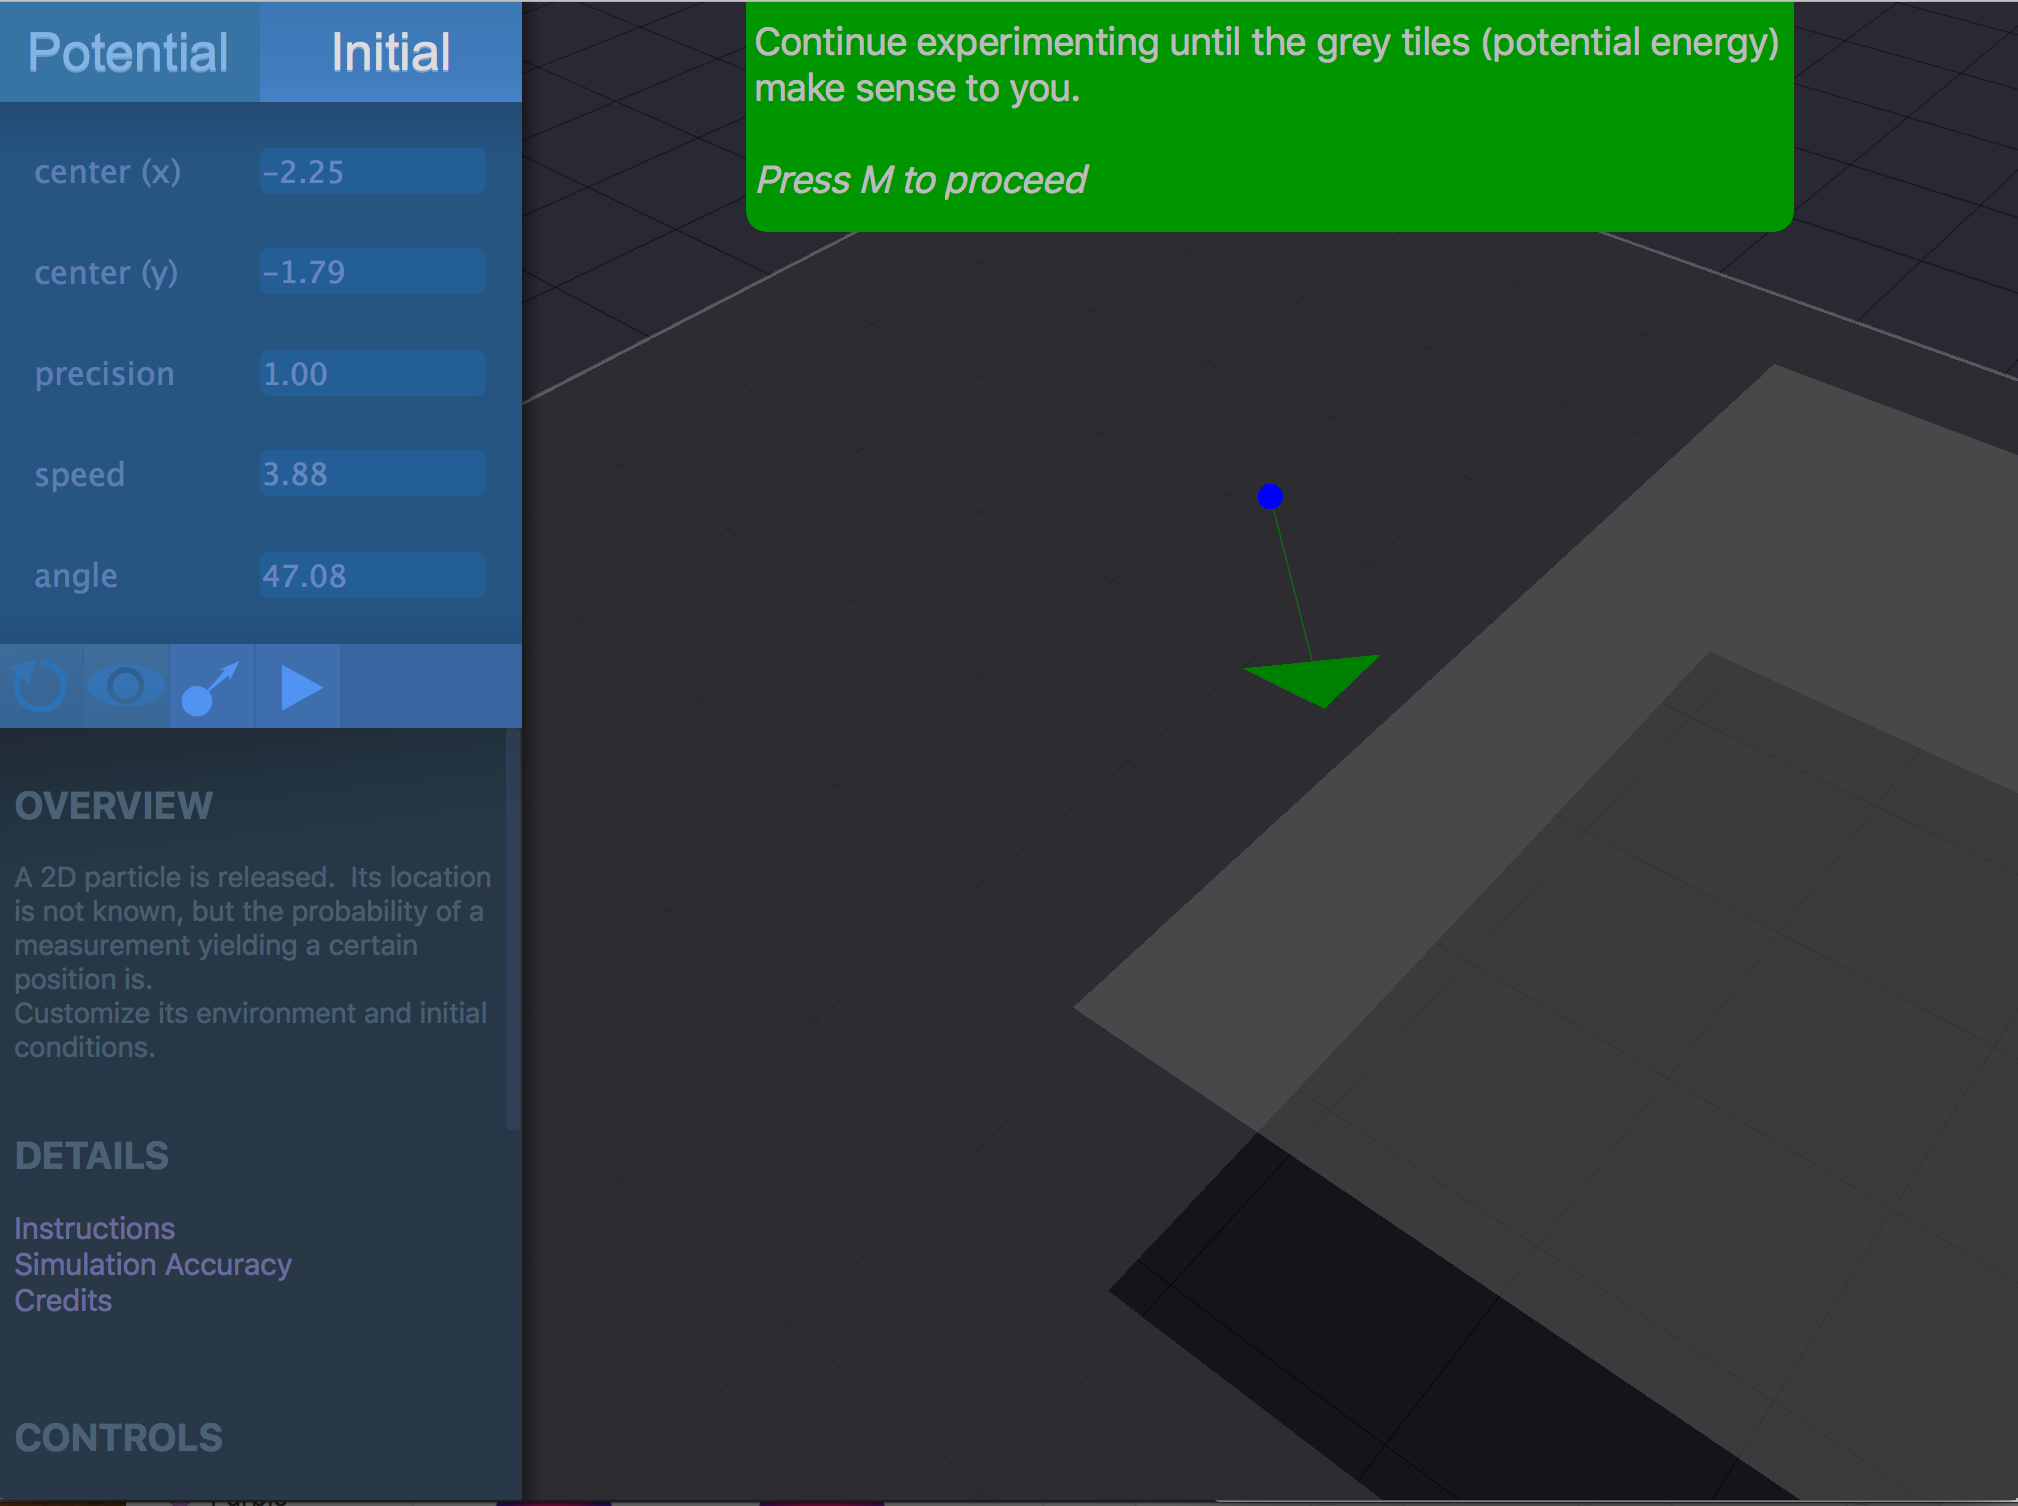 Potential
Initial
Continue experimenting until the grey tiles (potential energy)
make sense to you.
Press M to proceed
center (x) -2.25
center (y) -1.79
precision 1.00
speed 3.88
angle 47.08
OVERVIEW
A 2D particle is released. Its location
is not known, but the probability of a
measurement yielding a certain
position is.
Customize its environment and initial
conditions.
DETAILS
Instructions
Simulation Accuracy
Credits
CONTROLS